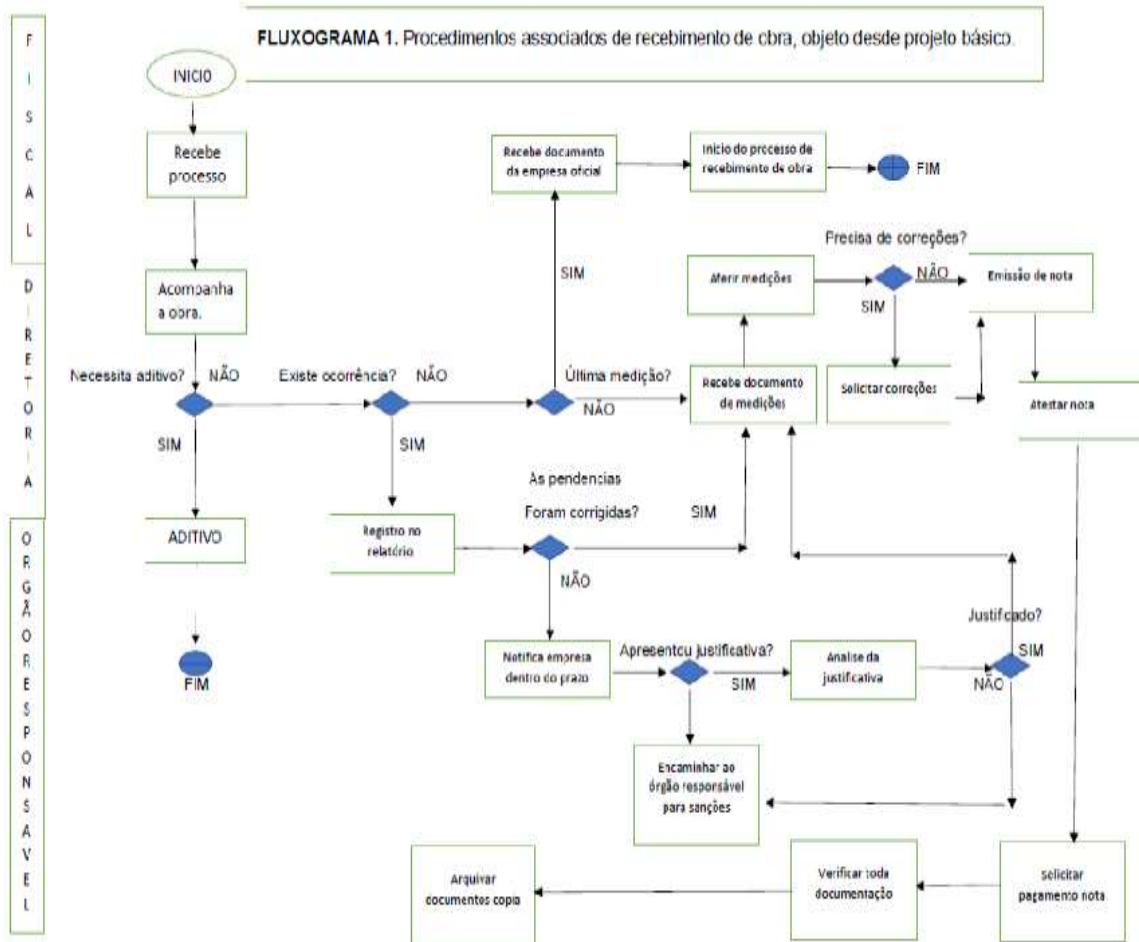 FISCAL
DIRETORIA
ORGÂO RESPONSAVEL
FLUXOGRAMA 1. Procedimentos associados de recebimento de obra, objeto desde projeto básico.
INICIO
Recebe
processo
Acompanha
a obra.
Necessita aditivo?
NÃO
SIM
ADITIVO
FIM
Existe ocorrência?
NÃO
SIM
Registro no
relatório
Última medição?
SIM
NÃO
Recebe documento
da empresa oficial
Inicio do processo de
recebimento de obra
FIM
Recebe documento
de medições
Aferir medições
Precisa de correções?
NÃO
SIM
Solicitar correções
Emissão de nota
Atestar nota
As pendencias
Foram corrigidas?
SIM
NÃO
Notifica empresa
dentro do prazo
Apresentou justificativa?
SIM
Analise da
justificativa
Justificado?
SIM
NÃO
Encaminhar ao
órgão responsável
para sanções
Solicitar
pagamento nota
Verificar toda
documentação
Arquivar
documentos copia